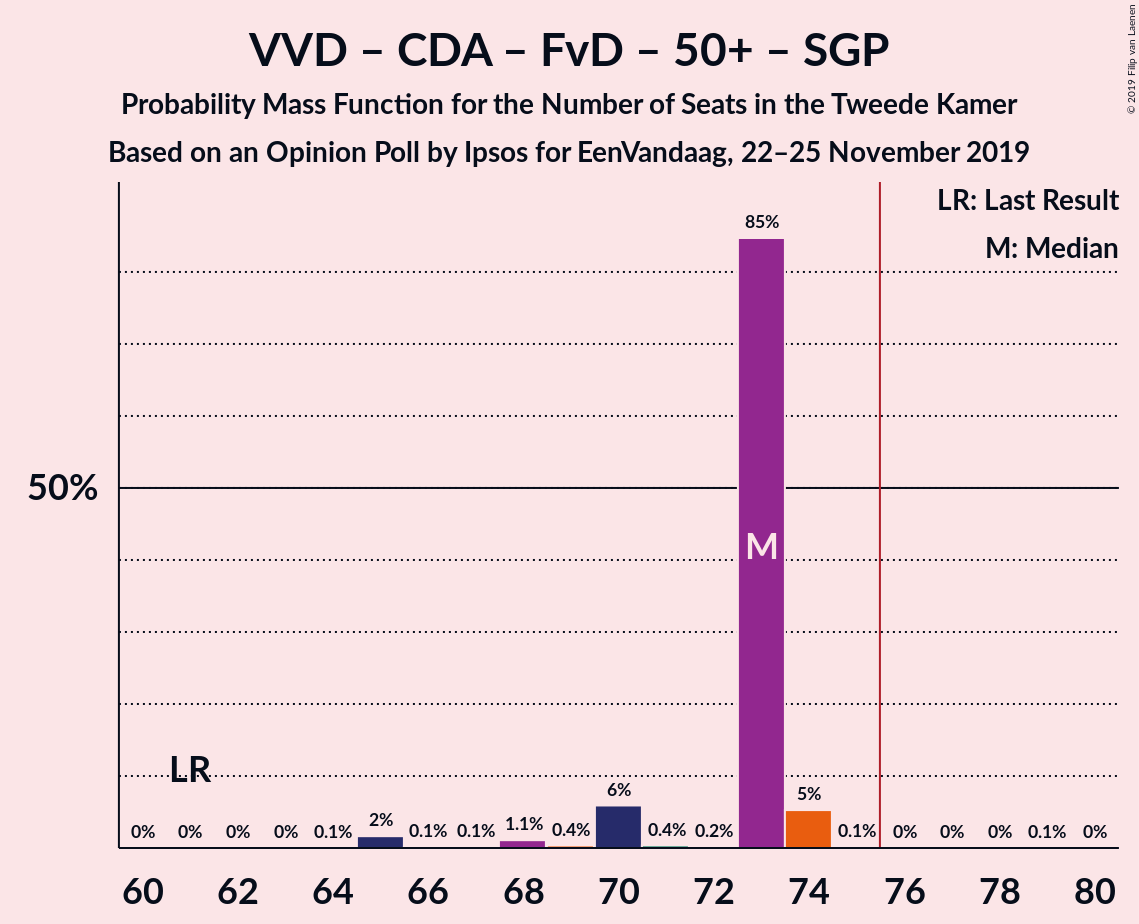 VVD – CDA – FvD – 50+ – SGP
Probability Mass Function for the Number of Seats in the Tweede Kamer
Based on an Opinion Poll by Ipsos for EenVandaag, 22–25 November 2019
© 2019 Filip van Laenen
LR: Last Result
M: Median
85%
50%
M
LR
0% 0% 0% 0% 0.1% 2% 0.1% 0.1% 1.1% 0.4% 6% 0.4% 0.2% 5% 0.1% 0% 0% 0% 0.1% 0%
60 62 64 66 68 70 72 74 76 78 80